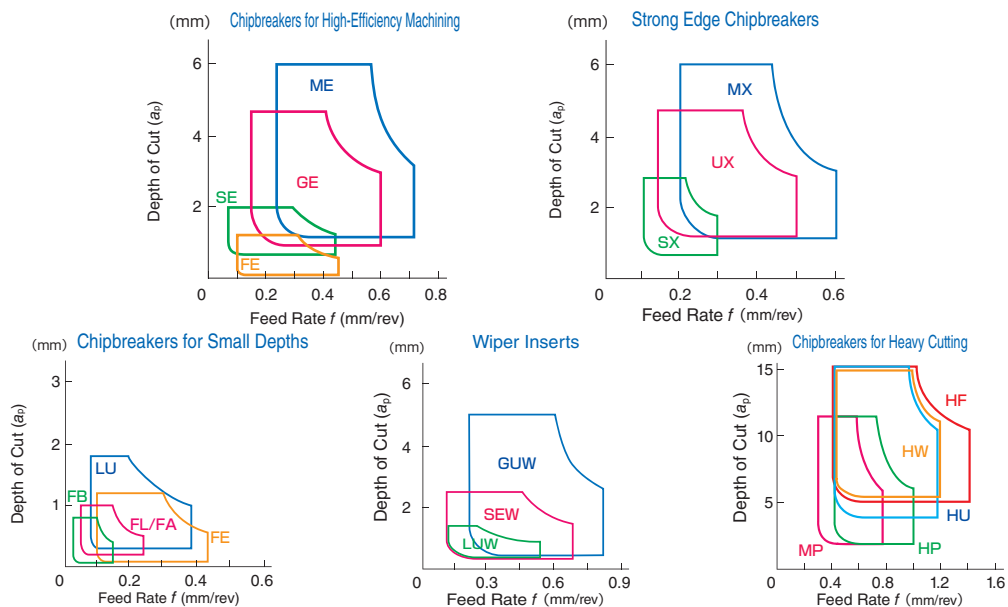 Chipbreakers for High-Efficiency Machining
(mm)
Depth of Cut (ap)
6
4
2
0
0.2
0.4
0.6
0.8
ME
GE
SE
FE
Feed Rate f (mm/rev)
Strong Edge Chipbreakers
(mm)
Depth of Cut (ap)
6
4
2
0
0.2
0.4
0.6
MX
UX
SX
Feed Rate f (mm/rev)
Chipbreakers for Small Depths
(mm)
Depth of Cut (ap)
3
2
1
0
0.2
0.4
0.6
LU
FB
FL/FA
FE
Feed Rate f (mm/rev)
Wiper Inserts
(mm)
Depth of Cut (ap)
6
4
2
0
0.3
0.6
0.9
GUW
SEW
LUW
Feed Rate f (mm/rev)
Chipbreakers for Heavy Cutting
(mm)
Depth of Cut (ap)
15
10
5
0
0.4
0.8
1.2
1.6
HF
HW
HU
MP
HP
Feed Rate f (mm/rev)